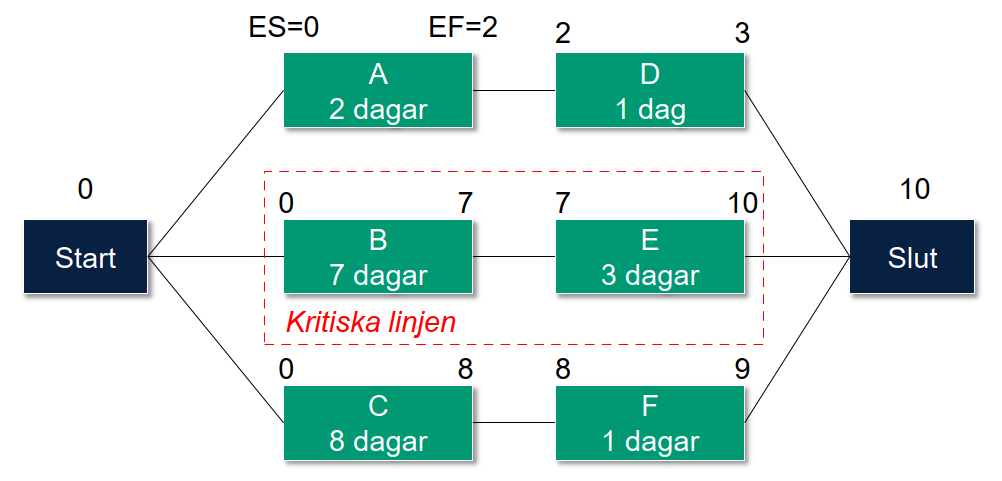 ES=0 EF=2 2 3
A
2 dagar
D
1 dag
0
Start
0 7 7 10
B
7 dagar
E
3 dagar
Kritiska linjen
10
Slut
0 8 8 9
C
8 dagar
F
1 dagar